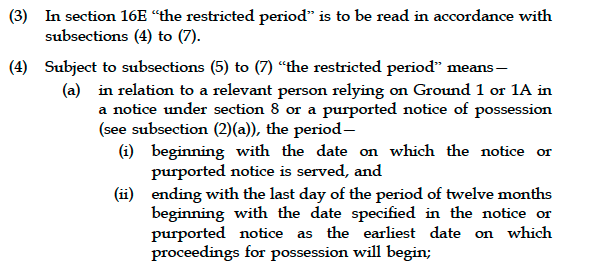 (3) In section 16E “the restricted period” is to be read in accordance with
subsections (4) to (7).
(4) Subject to subsections (5) to (7) “the restricted period” means—
(a) in relation to a relevant person relying on Ground 1 or 1A in
a notice under section 8 or a purported notice of possession
(see subsection (2)(a)), the period—
(i) beginning with the date on which the notice or
purported notice is served, and
(ii) ending with the last day of the period of twelve months
beginning with the date specified in the notice or
purported notice as the earliest date on which
proceedings for possession will begin;